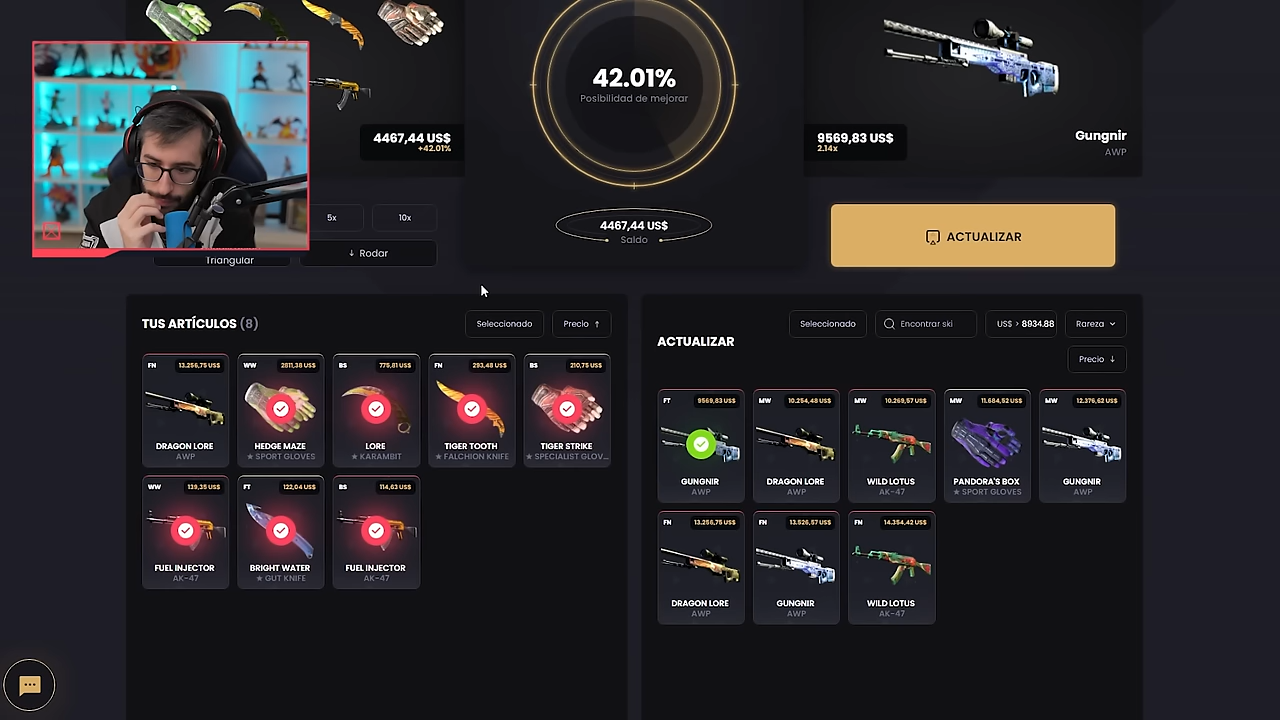 42.01%
Posibilidad de mejorar
4467,44 US$
+42.01%
9569,83 US$
2.14x
Gungnir
AWP
5x
10x
4467,44 US$
Saldo
ACTUALIZAR
Triangular
↓ Rodar
TUS ARTÍCULOS (8)
Seleccionado
Precio ↑
FN 13.256,75 US$
DRAGON LORE
AWP
WW 2811,38 US$
HEDGE MAZE
★ SPORT GLOVES
BS 775,81 US$
LORE
★ KARAMBIT
FN 293,48 US$
TIGER TOOTH
★ FALCHION KNIFE
BS 210,75 US$
TIGER STRIKE
★ SPECIALIST GLOV...
WW 139,35 US$
FUEL INJECTOR
AK-47
FT 122,04 US$
BRIGHT WATER
★ GUT KNIFE
BS 114,63 US$
FUEL INJECTOR
AK-47
ACTUALIZAR
Seleccionado
Encontrar ski
US$ > 8934.88
Rareza
Precio ↓
FT 9569,83 US$
GUNGNIR
AWP
MW 10.254,48 US$
DRAGON LORE
AWP
MW 10.269,57 US$
WILD LOTUS
AK-47
MW 11.684,52 US$
PANDORA'S BOX
★ SPORT GLOVES
MW 12.376,62 US$
GUNGNIR
AWP
FN 13.256,75 US$
DRAGON LORE
AWP
FN 13.526,57 US$
GUNGNIR
AWP
FN 14.354,42 US$
WILD LOTUS
AK-47